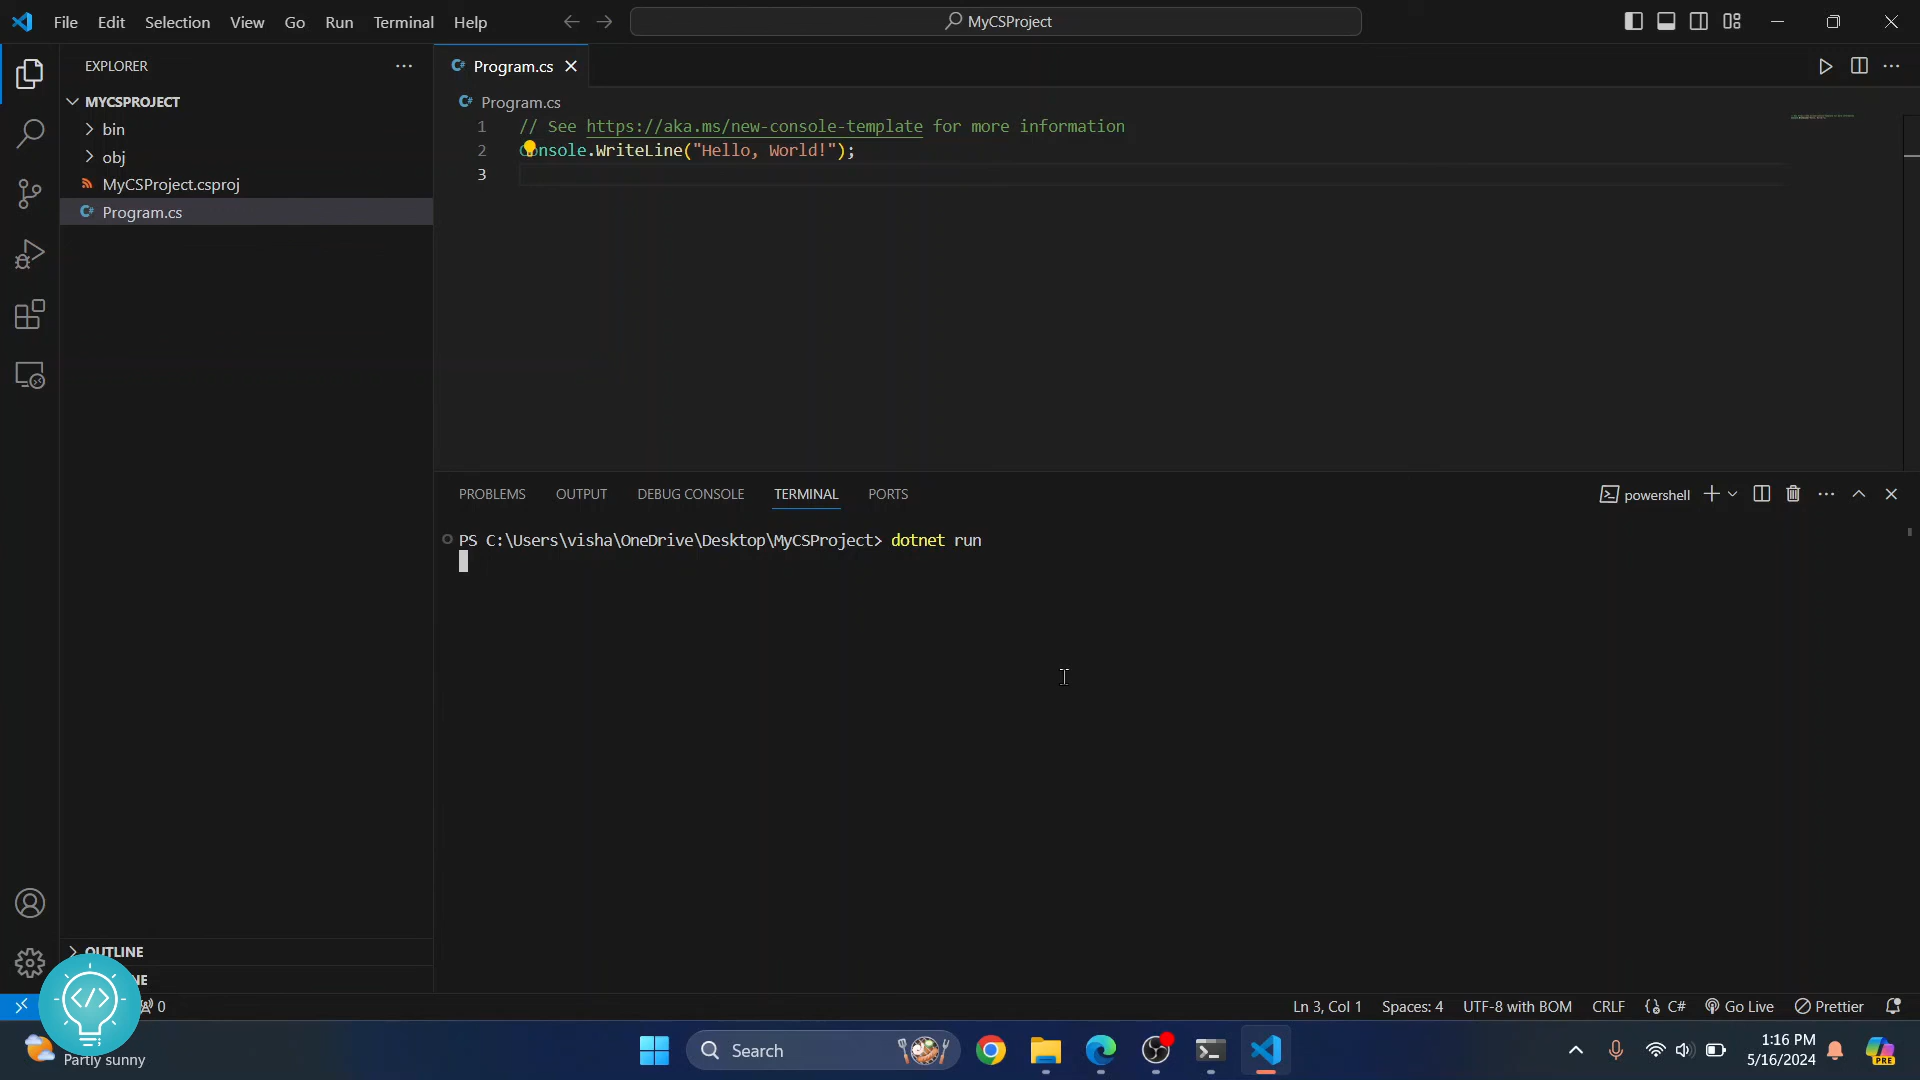 File Edit Selection View Go Run Terminal Help
MyCSProject
EXPLORER
MYCSPROJECT
bin
obj
MyCSProject.csproj
Program.cs
Program.cs
Program.cs
1 // See https://aka.ms/new-console-template for more information
2 Console.WriteLine("Hello, World!");
3
PROBLEMS OUTPUT DEBUG CONSOLE TERMINAL PORTS
powershell
PS C:\Users\visha\OneDrive\Desktop\MyCSProject> dotnet run
OUTLINE
NE
0
Ln 3, Col 1 Spaces: 4 UTF-8 with BOM CRLF C# Go Live Prettier
Partly sunny
Search
1:16 PM
5/16/2024
PRE